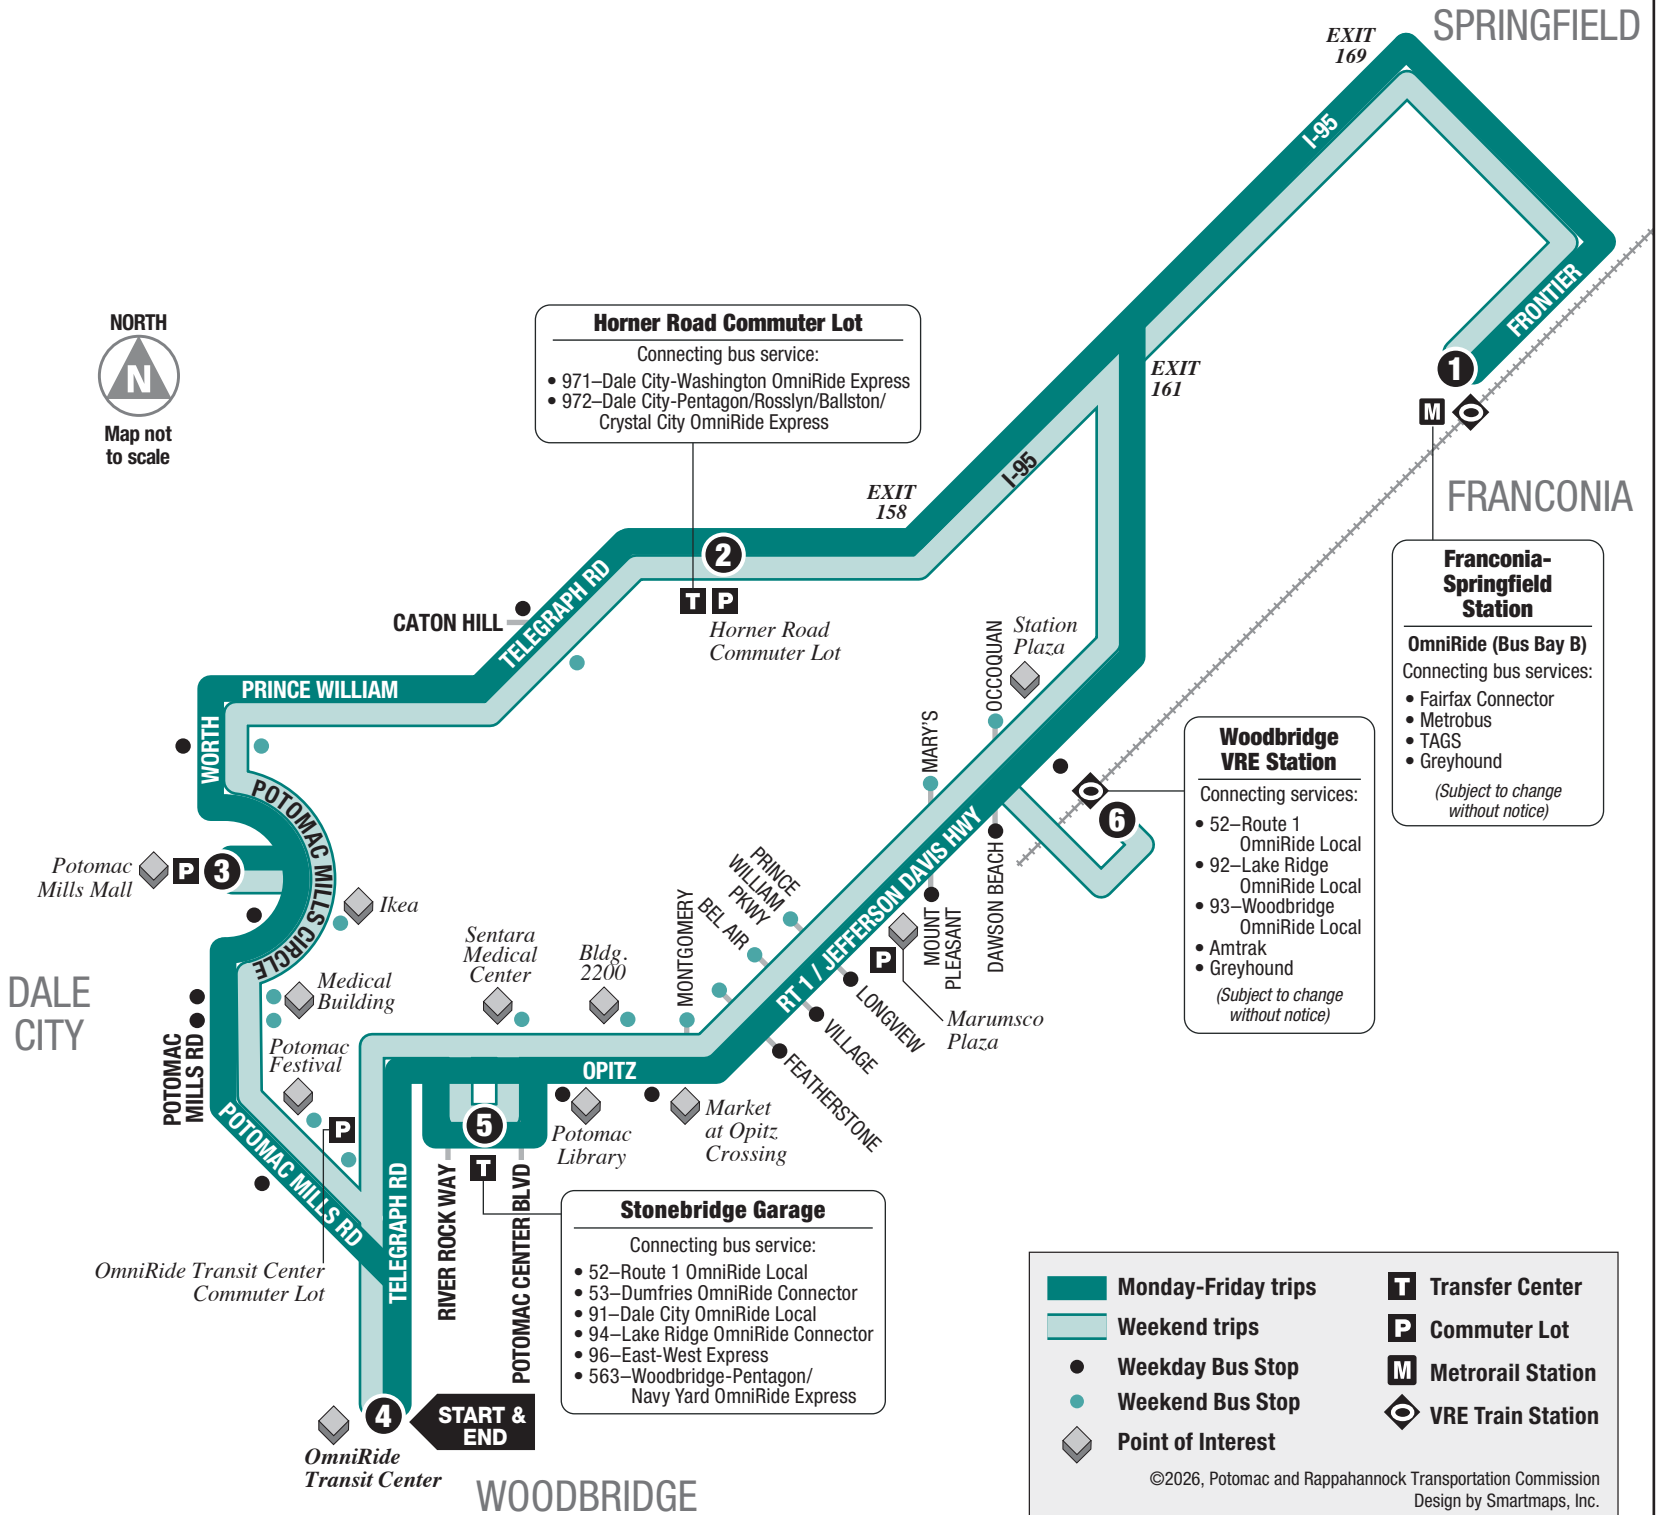 SPRINGFIELD
EXIT
169
I-95
FRONTIER
1
M
NORTH
N
Map not
to scale
Horner Road Commuter Lot
Connecting bus service:
• 971–Dale City-Washington OmniRide Express
• 972–Dale City-Pentagon/Rosslyn/Ballston/
Crystal City OmniRide Express
EXIT
161
I-95
EXIT
158
FRANCONIA
Franconia-
Springfield
Station
OmniRide (Bus Bay B)
Connecting bus services:
• Fairfax Connector
• Metrobus
• TAGS
• Greyhound
(Subject to change
without notice)
2
T P
Horner Road
Commuter Lot
CATON HILL
TELEGRAPH RD
PRINCE WILLIAM
WORTH
POTOMAC MILLS CIRCLE
Potomac
Mills Mall
P
3
Ikea
Station
Plaza
OCCOQUAN
MARY'S
Woodbridge
VRE Station
Connecting services:
• 52–Route 1
OmniRide Local
• 92–Lake Ridge
OmniRide Local
• 93–Woodbridge
OmniRide Local
• Amtrak
• Greyhound
(Subject to change
without notice)
6
RT 1 / JEFFERSON DAVIS HWY
DAWSON BEACH
MOUNT
PLEASANT
P
Marumsco
Plaza
PRINCE
WILLIAM
PKWY
BEL AIR
MONTGOMERY
LONGVIEW
VILLAGE
FEATHERSTONE
Sentara
Medical
Center
Bldg.
2200
DALE
CITY
Medical
Building
Potomac
Festival
POTOMAC
MILLS RD
POTOMAC MILLS RD
P
OmniRide Transit Center
Commuter Lot
TELEGRAPH RD
OPITZ
5
T
RIVER ROCK WAY
POTOMAC CENTER BLVD
Potomac
Library
Market
at Opitz
Crossing
Stonebridge Garage
Connecting bus service:
• 52–Route 1 OmniRide Local
• 53–Dumfries OmniRide Connector
• 91–Dale City OmniRide Local
• 94–Lake Ridge OmniRide Connector
• 96–East-West Express
• 563–Woodbridge-Pentagon/
Navy Yard OmniRide Express
4
START &
END
OmniRide
Transit Center
WOODBRIDGE
Monday-Friday trips
Weekend trips
Weekday Bus Stop
Weekend Bus Stop
Point of Interest
T Transfer Center
P Commuter Lot
M Metrorail Station
VRE Train Station
©2026, Potomac and Rappahannock Transportation Commission
Design by Smartmaps, Inc.